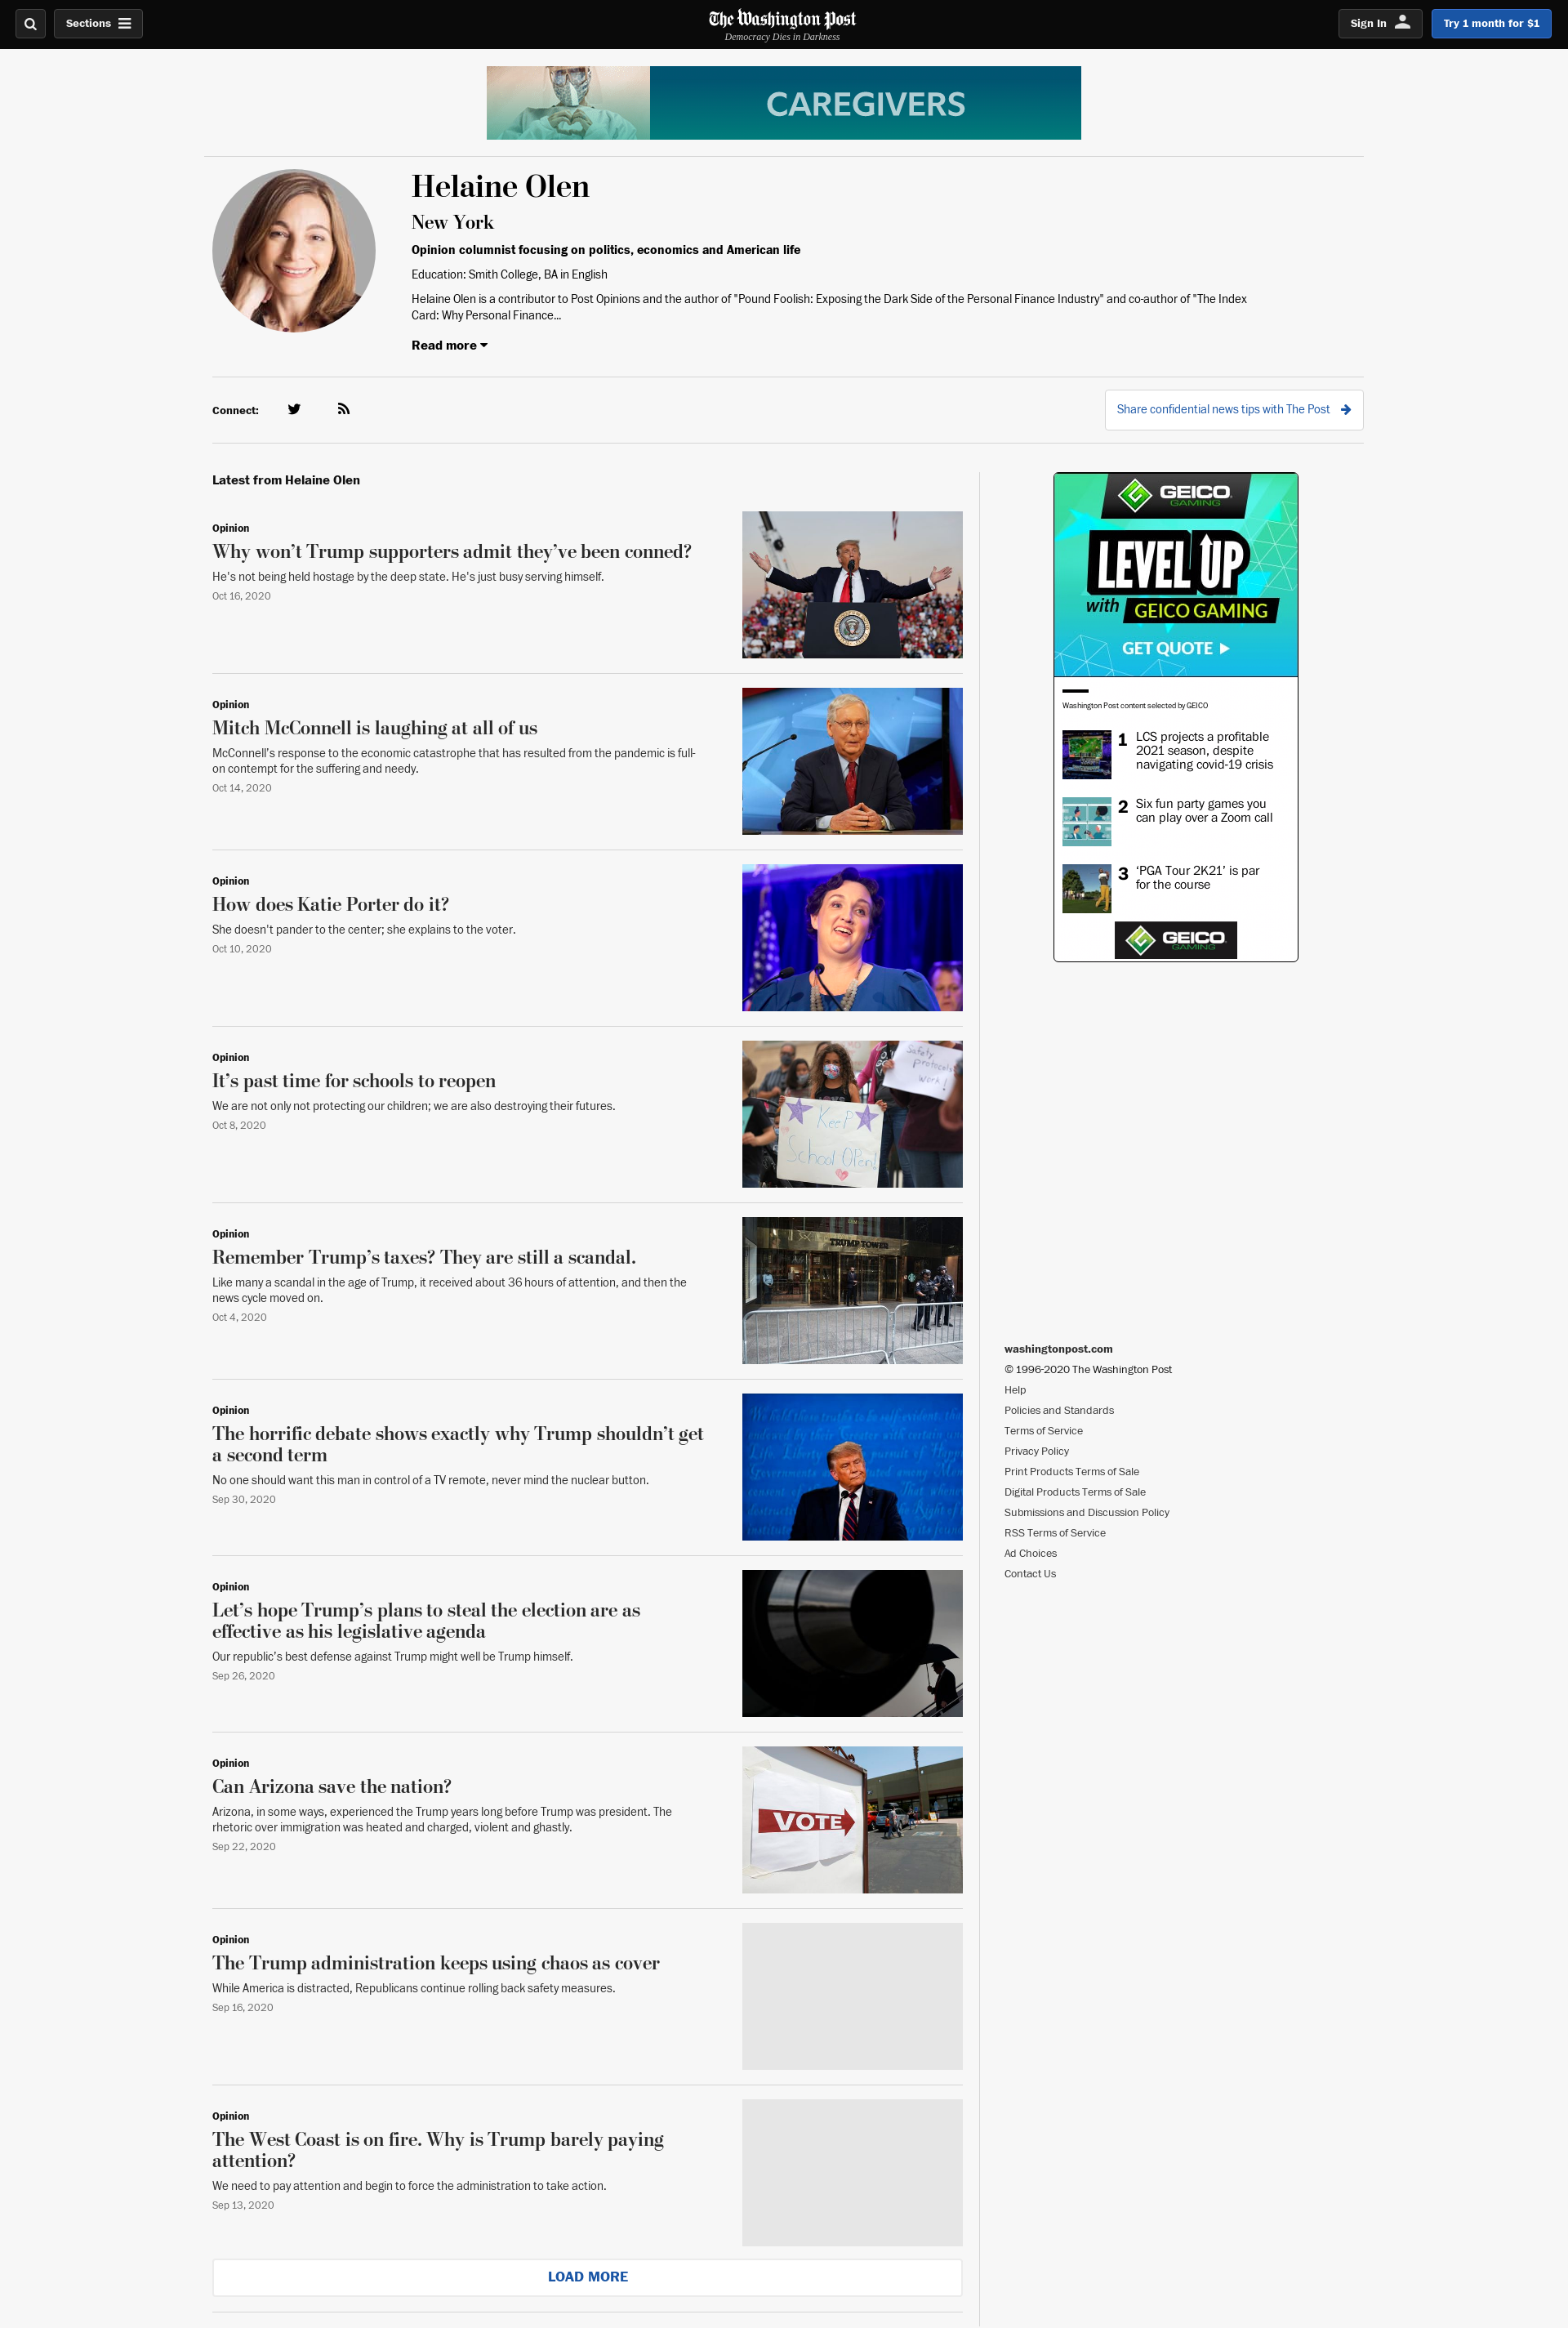 Sections
The Washington Post
Democracy Dies in Darkness
Sign In
Try 1 month for $1
CAREGIVERS
Helaine Olen
New York
Opinion columnist focusing on politics, economics and American life
Education: Smith College, BA in English
Helaine Olen is a contributor to Post Opinions and the author of "Pound Foolish: Exposing the Dark Side of the Personal Finance Industry" and co-author of "The Index
Card: Why Personal Finance...
Read more
Connect:
Share confidential news tips with The Post
Latest from Helaine Olen
Opinion
Why won’t Trump supporters admit they’ve been conned?
He's not being held hostage by the deep state. He's just busy serving himself.
Oct 16, 2020
Opinion
Mitch McConnell is laughing at all of us
McConnell’s response to the economic catastrophe that has resulted from the pandemic is full-
on contempt for the suffering and needy.
Oct 14, 2020
Opinion
How does Katie Porter do it?
She doesn't pander to the center; she explains to the voter.
Oct 10, 2020
Opinion
It’s past time for schools to reopen
We are not only not protecting our children; we are also destroying their futures.
Oct 8, 2020
Safety
protocols
work!
Keep
School Open!
Opinion
Remember Trump’s taxes? They are still a scandal.
Like many a scandal in the age of Trump, it received about 36 hours of attention, and then the
news cycle moved on.
Oct 4, 2020
TRUMP TOWER
Opinion
The horrific debate shows exactly why Trump shouldn’t get
a second term
No one should want this man in control of a TV remote, never mind the nuclear button.
Sep 30, 2020
Opinion
Let’s hope Trump’s plans to steal the election are as
effective as his legislative agenda
Our republic’s best defense against Trump might well be Trump himself.
Sep 26, 2020
Opinion
Can Arizona save the nation?
Arizona, in some ways, experienced the Trump years long before Trump was president. The
rhetoric over immigration was heated and charged, violent and ghastly.
Sep 22, 2020
VOTE
Opinion
The Trump administration keeps using chaos as cover
While America is distracted, Republicans continue rolling back safety measures.
Sep 16, 2020
Opinion
The West Coast is on fire. Why is Trump barely paying
attention?
We need to pay attention and begin to force the administration to take action.
Sep 13, 2020
LOAD MORE
GEICO
GAMING
LEVEL UP
with GEICO GAMING
GET QUOTE
Washington Post content selected by GEICO
1 LCS projects a profitable
2021 season, despite
navigating covid-19 crisis
2 Six fun party games you
can play over a Zoom call
3 ‘PGA Tour 2K21’ is par
for the course
GEICO
GAMING
washingtonpost.com
© 1996-2020 The Washington Post
Help
Policies and Standards
Terms of Service
Privacy Policy
Print Products Terms of Sale
Digital Products Terms of Sale
Submissions and Discussion Policy
RSS Terms of Service
Ad Choices
Contact Us